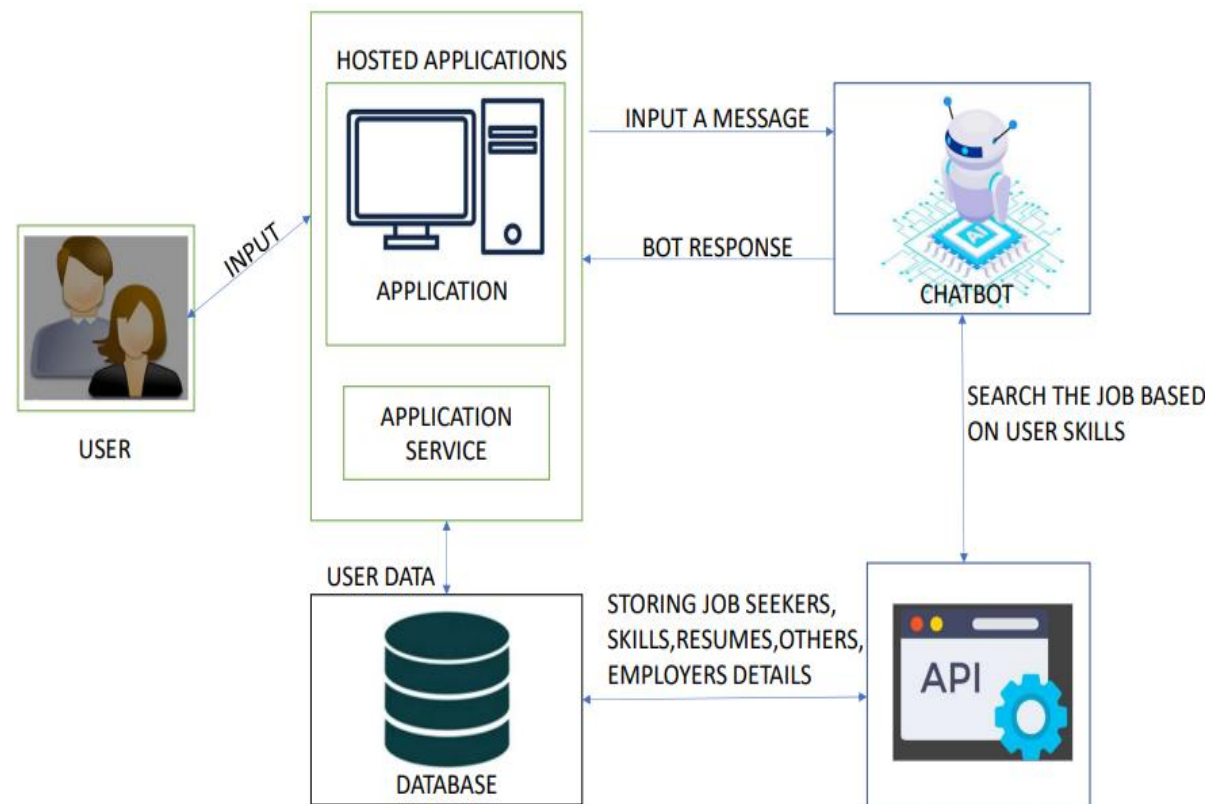 HOSTED APPLICATIONS
APPLICATION
APPLICATION
SERVICE
INPUT
USER
INPUT A MESSAGE
BOT RESPONSE
AI
CHATBOT
SEARCH THE JOB BASED
ON USER SKILLS
USER DATA
DATABASE
STORING JOB SEEKERS,
SKILLS,RESUMES,OTHERS,
EMPLOYERS DETAILS
API